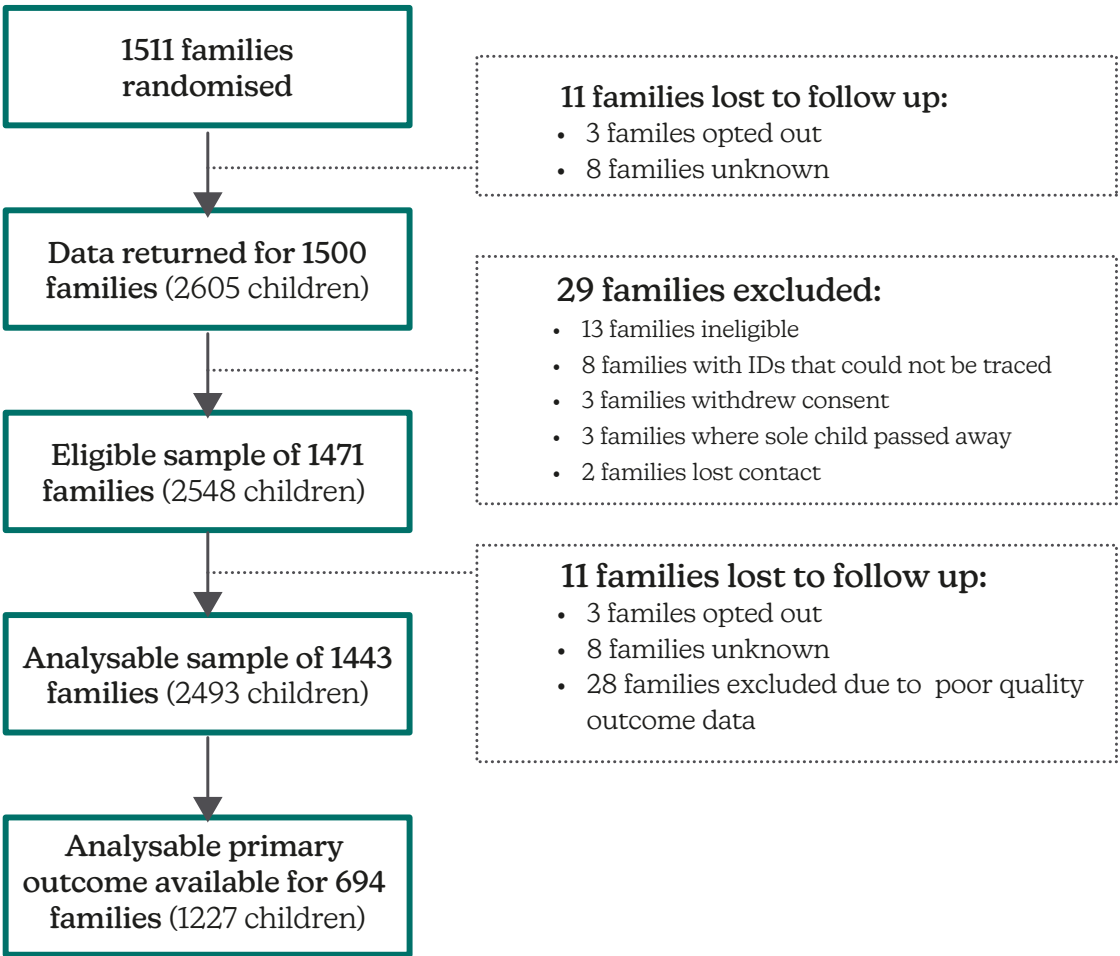 1511 families
randomised
11 families lost to follow up:
• 3 familes opted out
• 8 families unknown
Data returned for 1500
families (2605 children)
29 families excluded:
• 13 families ineligible
• 8 families with IDs that could not be traced
• 3 families withdrew consent
• 3 families where sole child passed away
• 2 families lost contact
Eligible sample of 1471
families (2548 children)
11 families lost to follow up:
• 3 familes opted out
• 8 families unknown
• 28 families excluded due to poor quality
outcome data
Analysable sample of 1443
families (2493 children)
Analysable primary
outcome available for 694
families (1227 children)